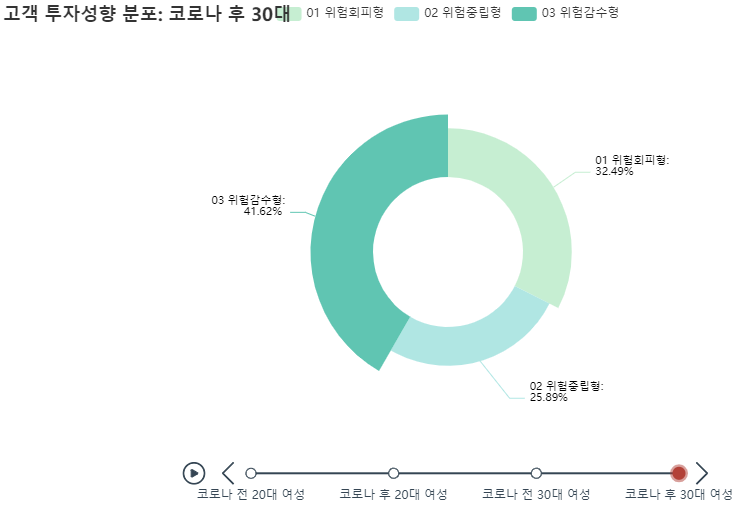 고객 투자성향 분포: 코로나 후 30대
01 위험회피형
02 위험중립형
03 위험감수형
01 위험회피형:
32.49%
03 위험감수형:
41.62%
02 위험중립형:
25.89%
코로나 전 20대 여성
코로나 후 20대 여성
코로나 전 30대 여성
코로나 후 30대 여성